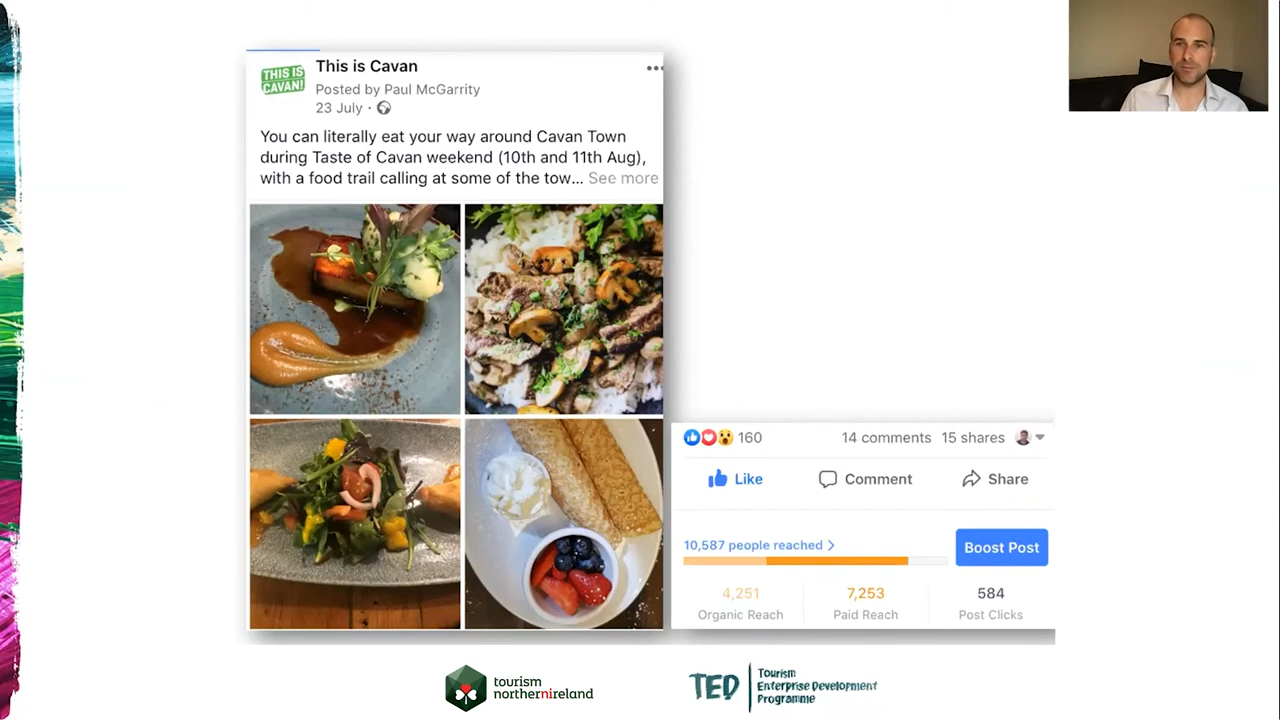 THIS IS
CAVAN!
This is Cavan
Posted by Paul McGarrity
23 July ·
You can literally eat your way around Cavan Town
during Taste of Cavan weekend (10th and 11th Aug),
with a food trail calling at some of the tow... See more
160 14 comments 15 shares
Like Comment Share
10,587 people reached
Boost Post
4,251 7,253 584
Organic Reach Paid Reach Post Clicks
tourism
northernireland
TED
Tourism
Enterprise Development
Programme